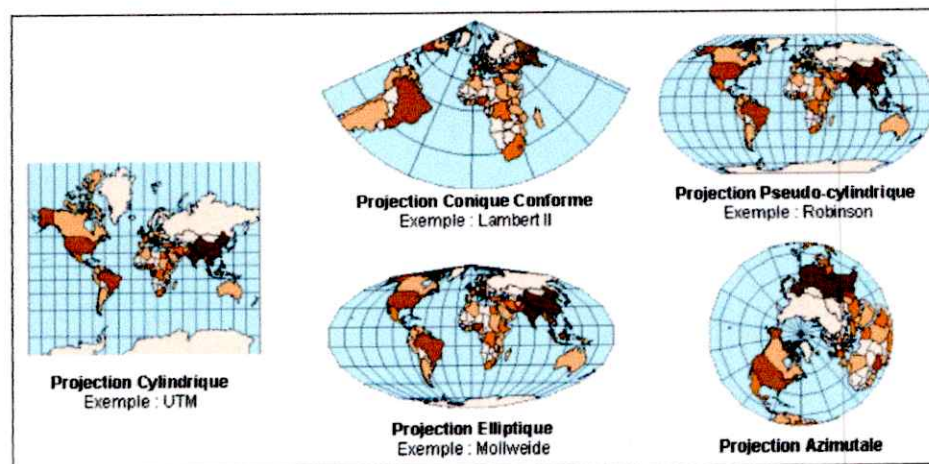 Projection Conique Conforme
Exemple : Lambert II
Projection Pseudo-cylindrique
Exemple : Robinson
Projection Cylindrique
Exemple : UTM
Projection Elliptique
Exemple : Mollweide
Projection Azimutale